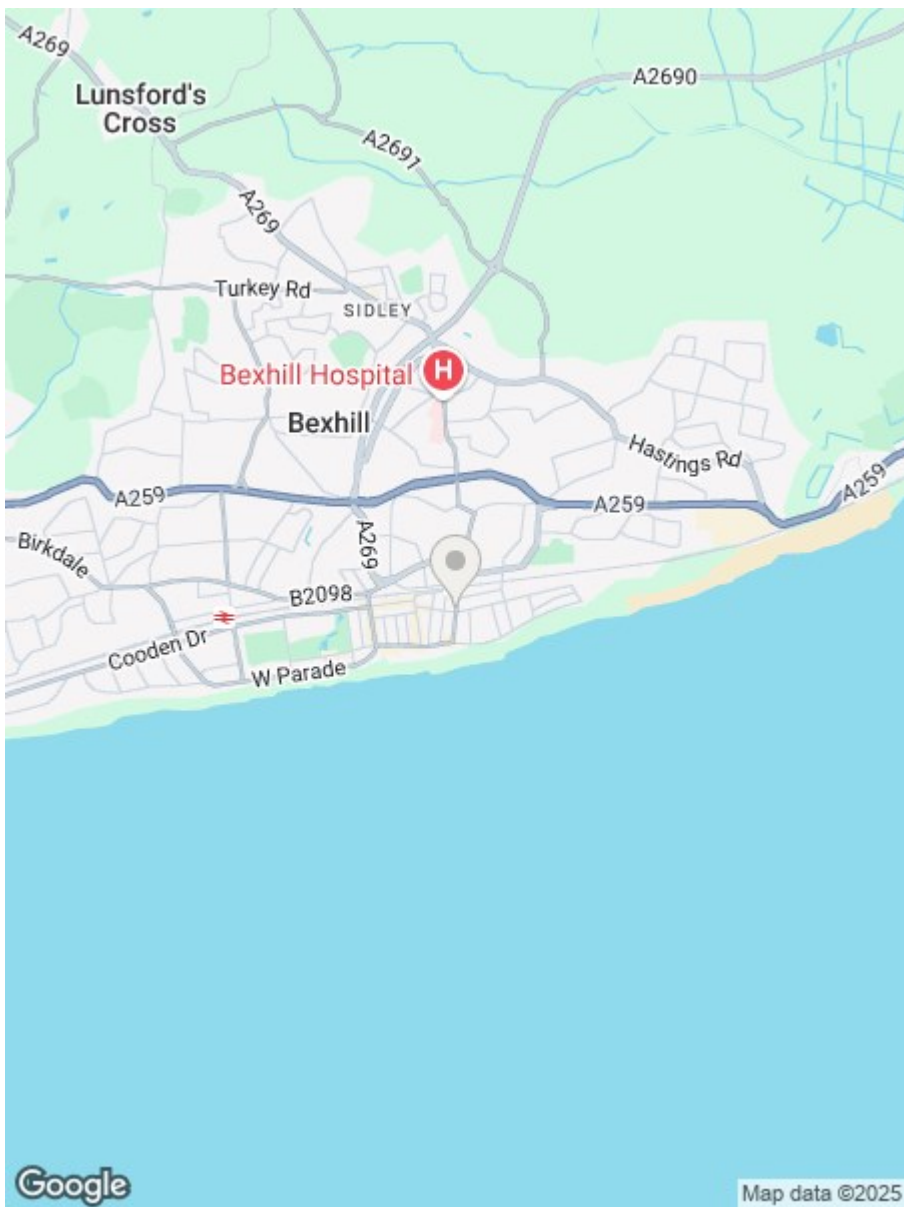 A269
A2690
Lunsford's
Cross
A2691
A269
Turkey Rd
SIDLEY
H
Bexhill Hospital
Bexhill
Hastings Rd
A259
A259
A259
Birkdale
A269
B2098
Cooden Dr
W Parade
Google
Map data ©2025